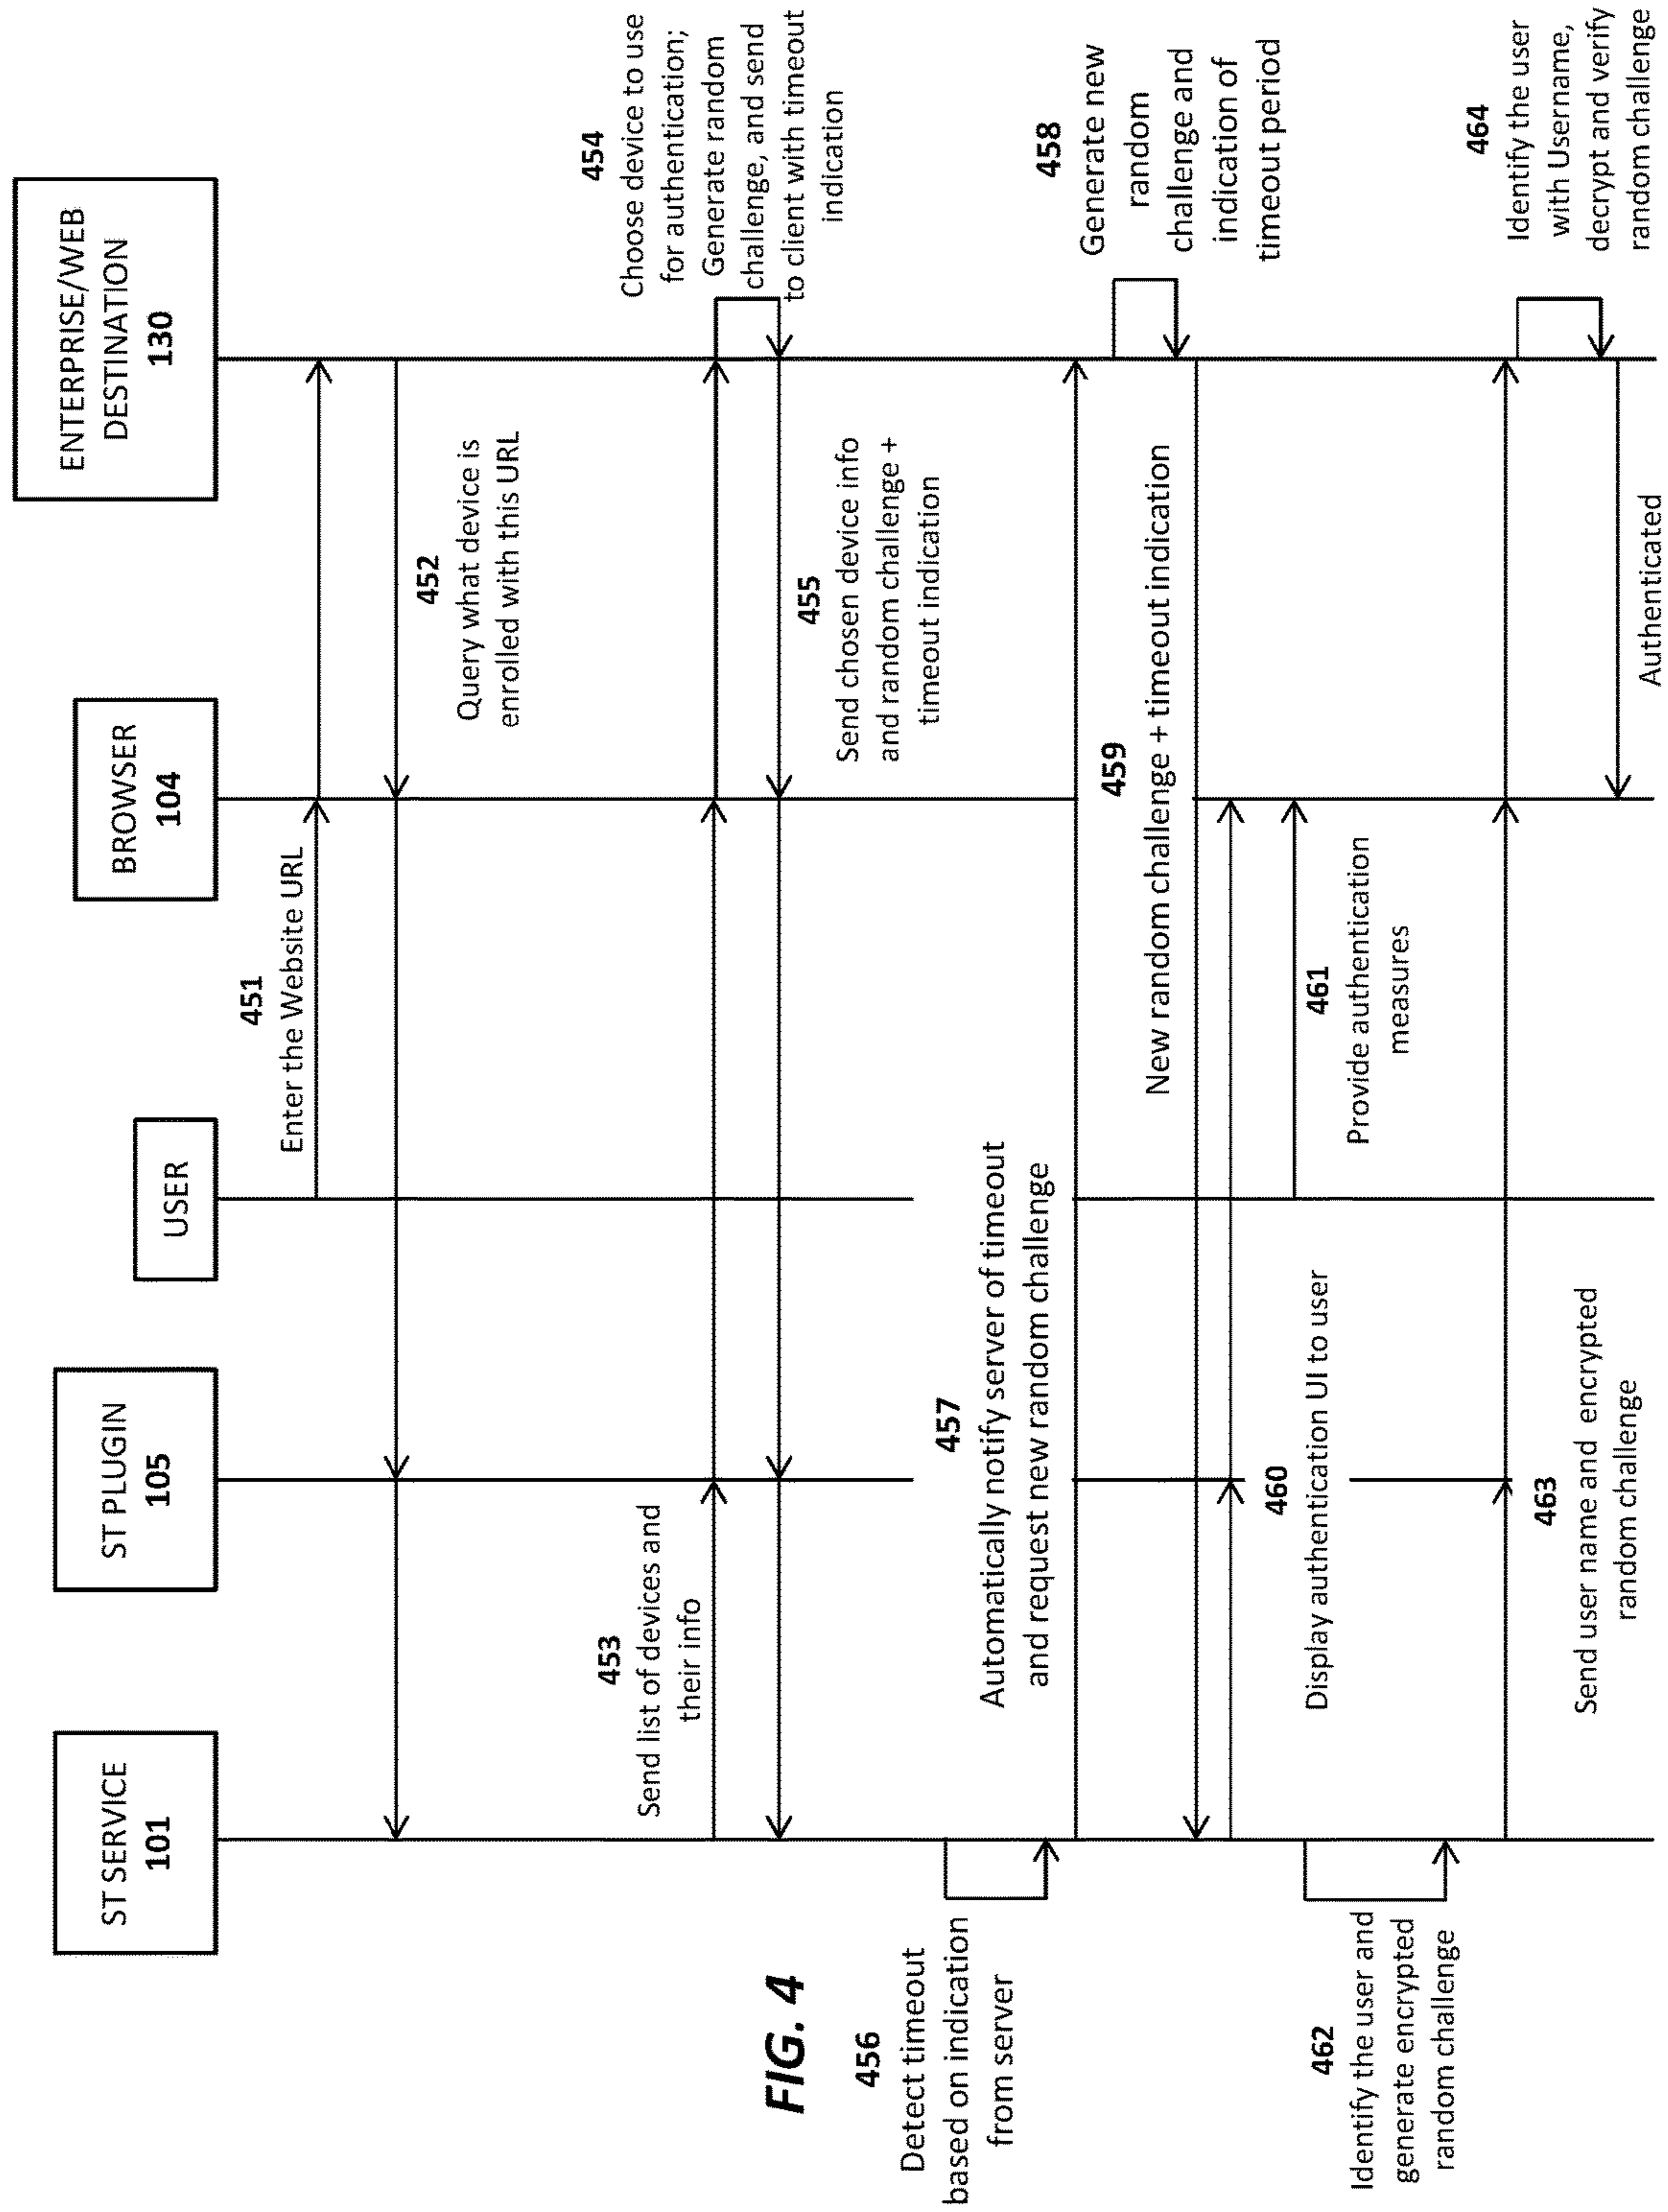 ST SERVICE
101
ST PLUGIN
105
USER
BROWSER
104
ENTERPRISE/WEB
DESTINATION
130
451
Enter the Website URL
452
Query what device is
enrolled with this URL
453
Send list of devices and
their info
454
Choose device to use
for authentication;
Generate random
challenge, and send
to client with timeout
indication
455
Send chosen device info
and random challenge +
timeout indication
FIG. 4
456
Detect timeout
based on indication
from server
457
Automatically notify server of timeout
and request new random challenge
458
Generate new
random
challenge and
indication of
timeout period
459
New random challenge + timeout indication
460
Display authentication UI to user
461
Provide authentication
measures
462
Identify the user and
generate encrypted
random challenge
463
Send user name and encrypted
random challenge
464
Identify the user
with Username,
decrypt and verify
random challenge
Authenticated